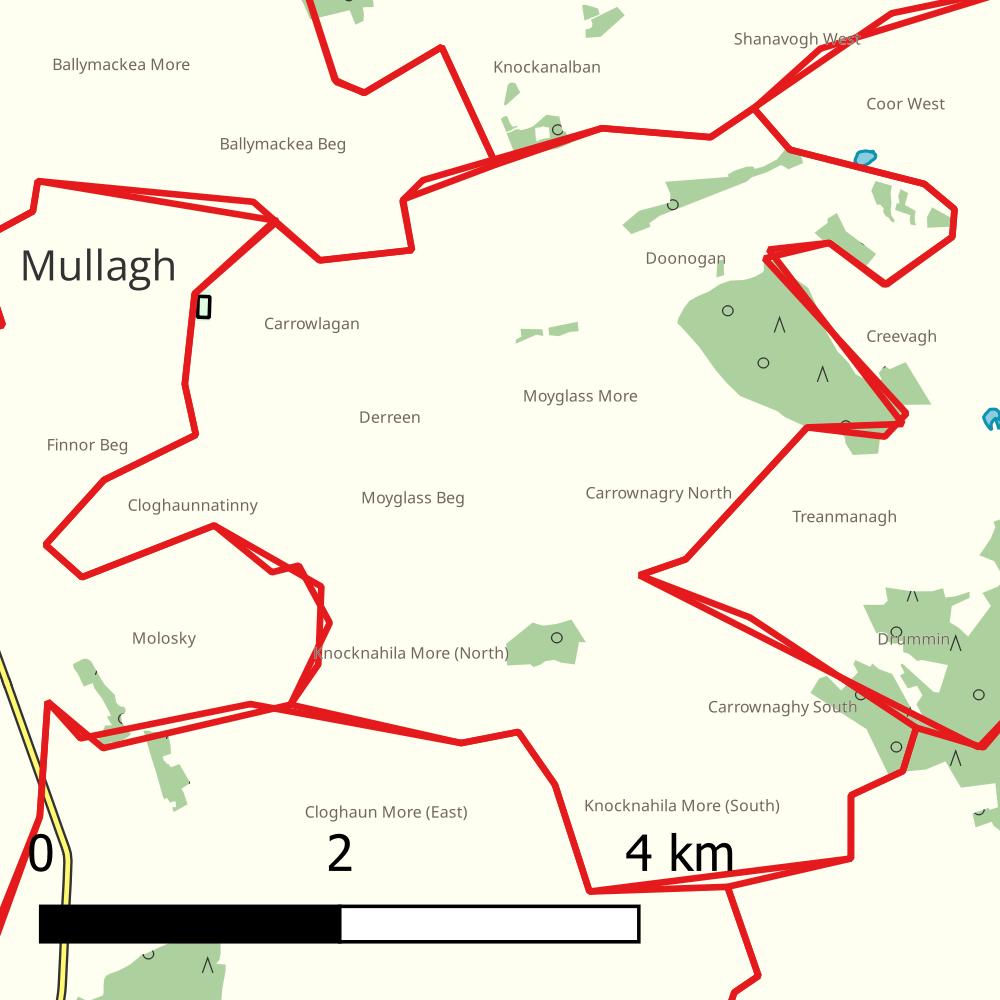 Shanavogh West
Ballymackea More
Knockanalban
Coor West
Ballymackea Beg
Doonogan
Mullagh
Carrowlagan
Creevagh
Moyglass More
Derreen
Finnor Beg
Carrownagry North
Moyglass Beg
Cloghaunnatinny
Treanmanagh
Molosky
Drummin
Knocknahila More (North)
Carrownaghy South
Knocknahila More (South)
Cloghaun More (East)
0 2 4 km